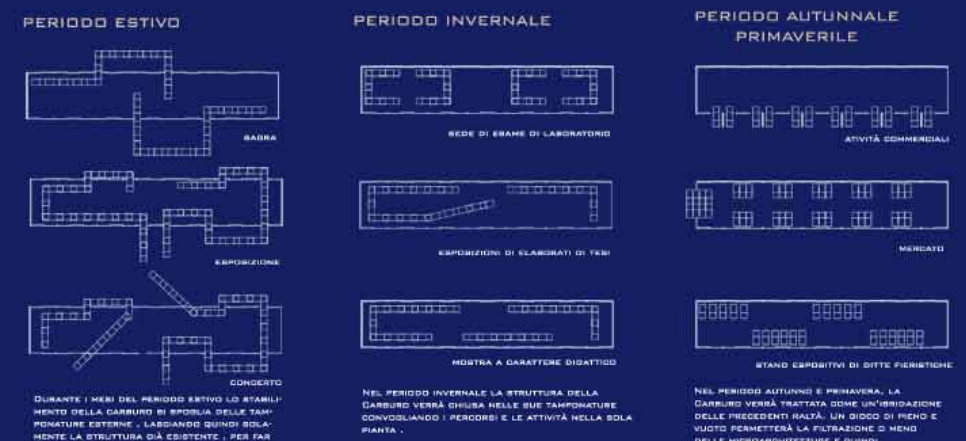 PERIODO ESTIVO
SAGRA
ESPOSIZIONE
CONCERTO
DURANTE I MESI DEL PERIODO ESTIVO LO STABILI-
MENTO DELLA CARBURO SI SPOGLIA DELLE TAM-
PONATURE ESTERNE , LASCIANDO QUINDI SOLA-
MENTE LA STRUTTURA GIÀ ESISTENTE , PER FAR
PERIODO INVERNALE
SEDE DI ESAME DI LABORATORIO
ESPOSIZIONI DI ELABORATI DI TESI
MOSTRA A CARATTERE DIDATTICO
NEL PERIODO INVERNALE LA STRUTTURA DELLA
CARBURO VERRÀ CHIUSA NELLE SUE TAMPONATURE
CONVOGLIANDO I PERCORSI E LE ATTIVITÀ NELLA SOLA
PIANTA .
PERIODO AUTUNNALE
PRIMAVERILE
ATIVITÀ COMMERCIALI
MERCATO
STAND ESPOSITIVI DI DITTE FIERISTICHE
NEL PERIODO AUTUNNO E PRIMAVERA, LA
CARBURO VERRÀ TRATTATA COME UN'IBRIDAZIONE
DELLE PRECEDENTI RALTÀ. UN GIOCO DI PIENO E
VUOTO PERMETTERÀ LA FILTRAZIONE O MENO
DELLE MICROARCHITETTURE E QUINDI